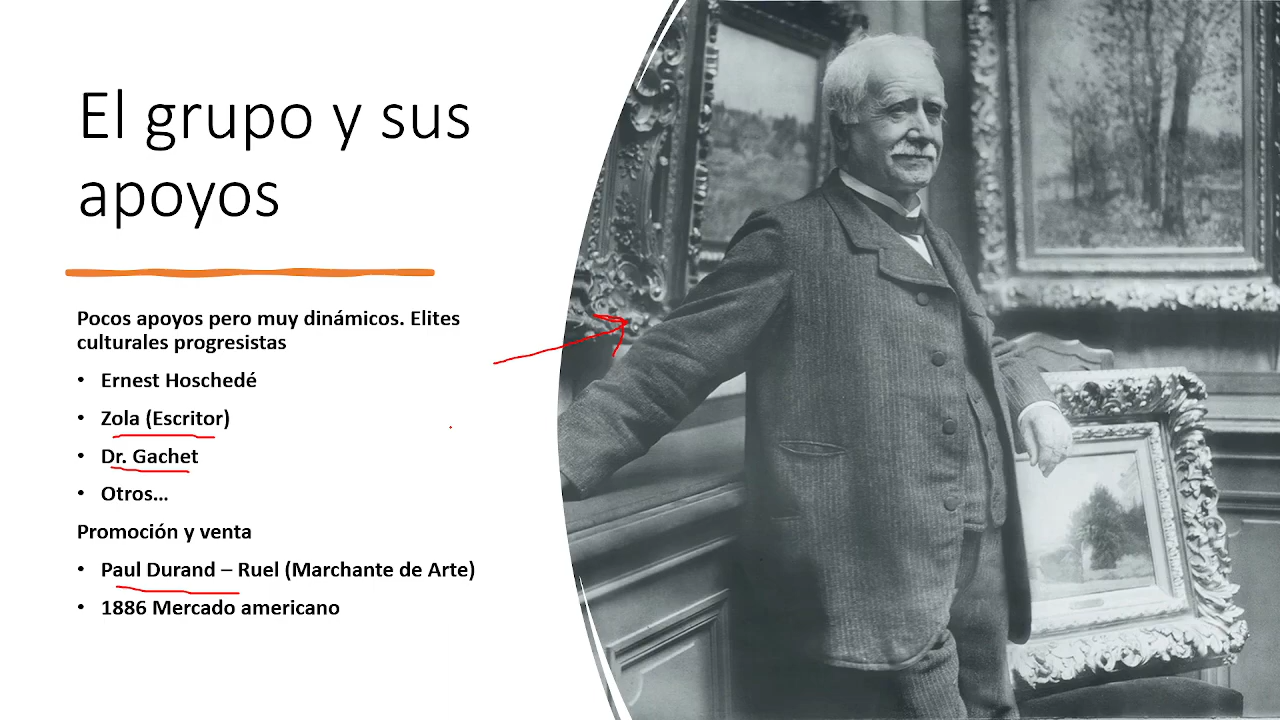 El grupo y sus
apoyos
Pocos apoyos pero muy dinámicos. Elites
culturales progresistas
• Ernest Hoschedé
• Zola (Escritor)
• Dr. Gachet
• Otros...
Promoción y venta
• Paul Durand – Ruel (Marchante de Arte)
• 1886 Mercado americano